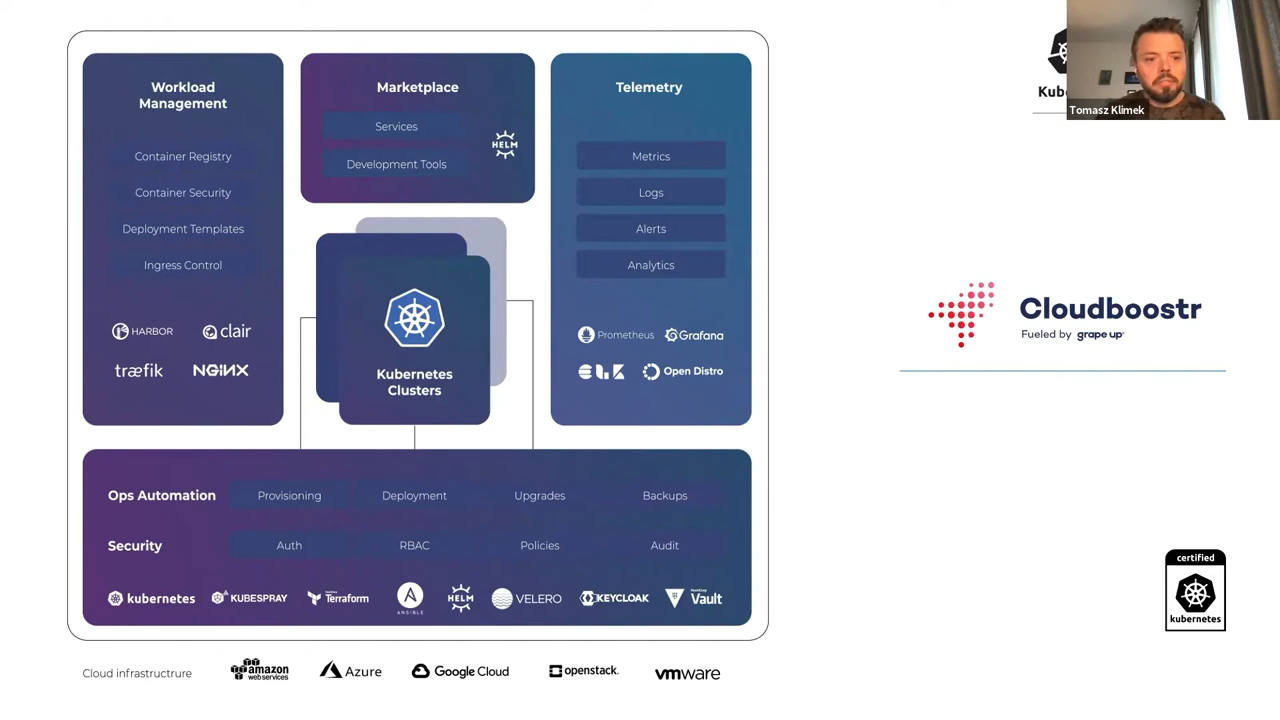 Workload
Management
Container Registry
Container Security
Deployment Templates
Ingress Control
HARBOR
clair
træfik
NGINX
Marketplace
Services
Development Tools
HELM
Telemetry
Metrics
Logs
Alerts
Analytics
Prometheus
Grafana
Open Distro
Kubernetes
Clusters
Ops Automation
Provisioning
Deployment
Upgrades
Backups
Security
Auth
RBAC
Policies
Audit
kubernetes
KUBESPRAY
Terraform
ANSIBLE
HELM
VELERO
KEYCLOAK
Vault
Cloud infrastructrure
amazon
web services
Azure
Google Cloud
openstack.
vmware
Tomasz Klimek
Cloudboostr
Fueled by grape up
certified
kubernetes